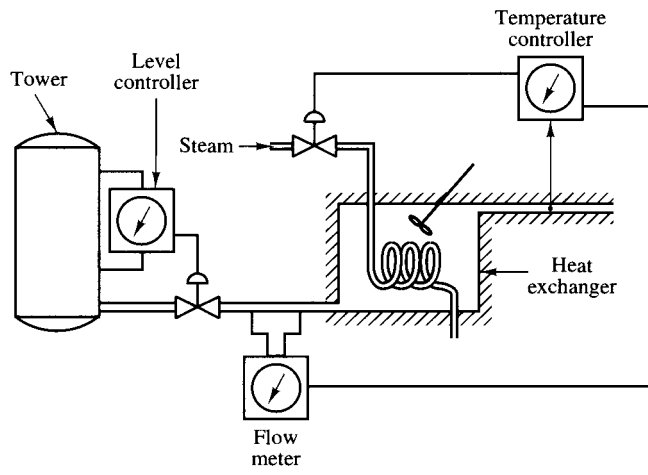 Temperature
controller
Level
controller
Tower
Steam
Heat
exchanger
Flow
meter